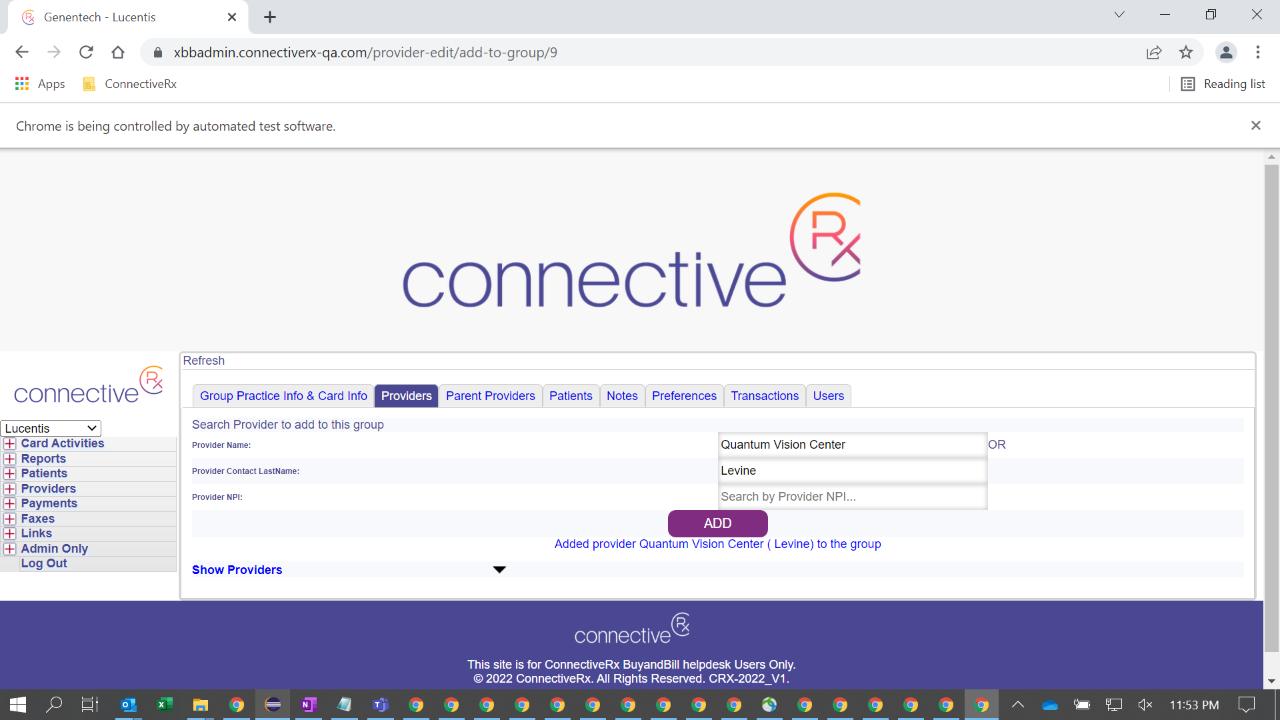 Genentech - Lucentis
xbbadmin.connectiverx-qa.com/provider-edit/add-to-group/9
Apps
ConnectiveRx
Reading list
Chrome is being controlled by automated test software.
connective Rx
connective Rx
Lucentis
Card Activities
Reports
Patients
Providers
Payments
Faxes
Links
Admin Only
Log Out
Refresh
Group Practice Info & Card Info Providers Parent Providers Patients Notes Preferences Transactions Users
Search Provider to add to this group
Provider Name: Quantum Vision Center OR
Provider Contact LastName: Levine
Provider NPI: Search by Provider NPI...
ADD
Added provider Quantum Vision Center ( Levine) to the group
Show Providers
connective Rx
This site is for ConnectiveRx BuyandBill helpdesk Users Only.
© 2022 ConnectiveRx. All Rights Reserved. CRX-2022_V1.
11:53 PM